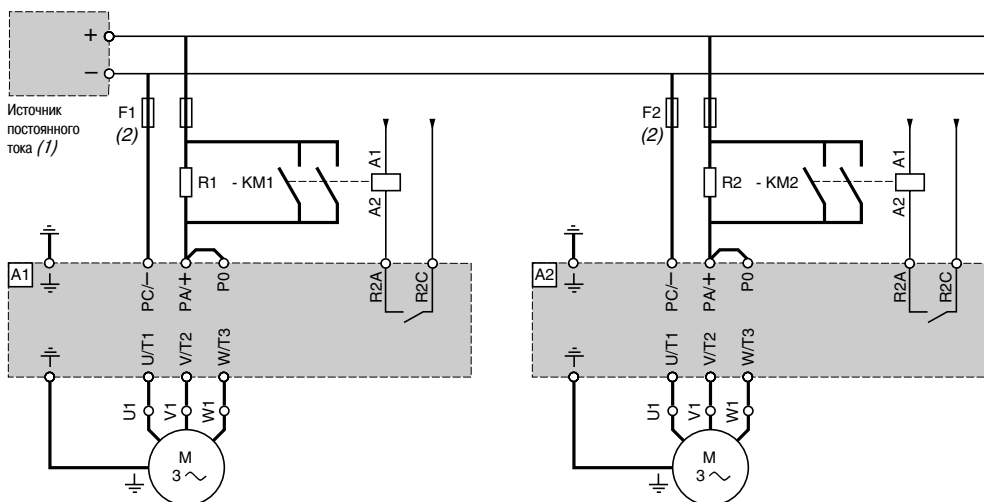 +
−
Источник
постоянного
тока (1)
F1
(2)
R1
- KM1
A1
A2
F2
(2)
R2
- KM2
A1
A2
A1
PC/−
PA/+
P0
R2A
R2C
U/T1
V/T2
W/T3
A2
PC/−
PA/+
P0
R2A
R2C
U/T1
V/T2
W/T3
U1
V1
W1
M
3 ~
U1
V1
W1
M
3 ~